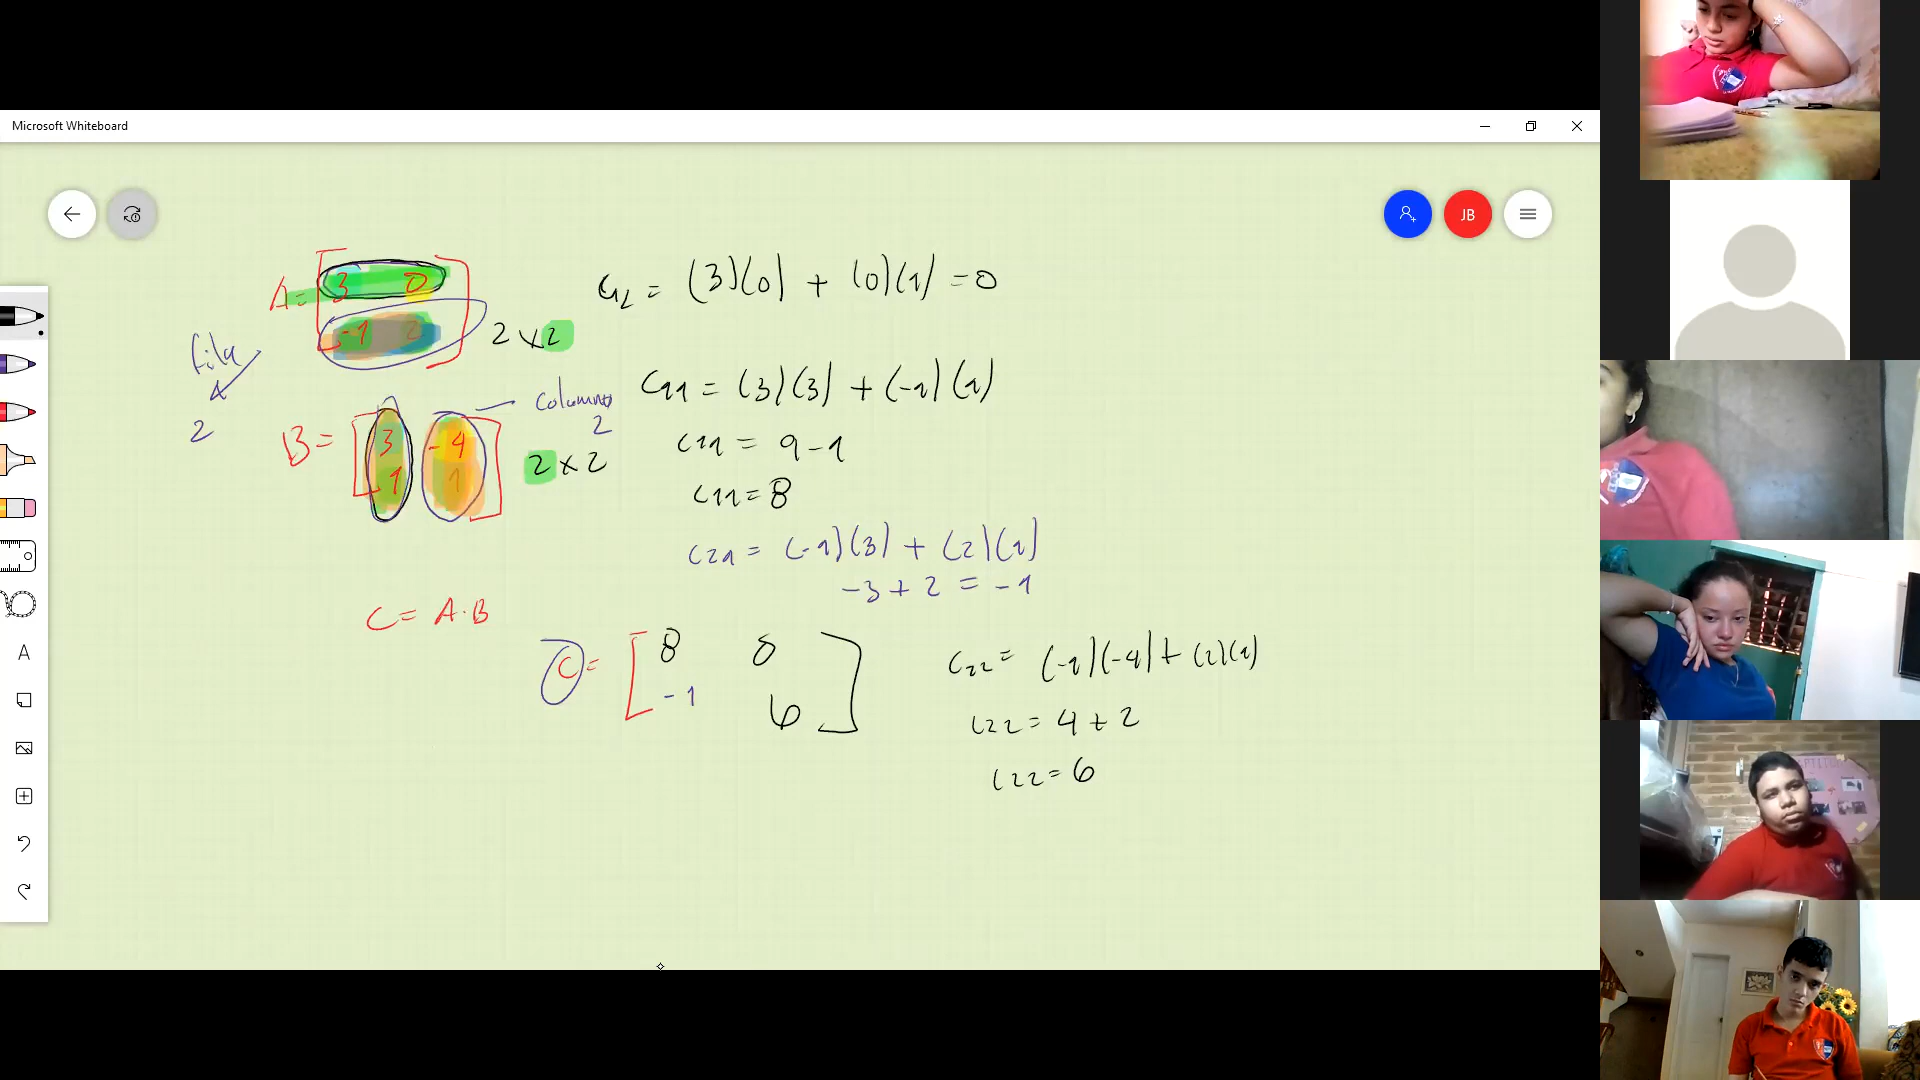 Microsoft Whiteboard
JB
A= [3 0
-1 2] 2 x 2
Fila
2
Columna
2
B= [3 -4
1 1] 2 x 2
C= A·B
C12 = (3)(0) + (0)(1) = 0
C11 = (3)(3) + (-1)(1)
C11 = 9-1
C11 = 8
C21 = (-1)(3) + (2)(1)
-3+2 = -1
C= [8 0
-1 6]
C22 = (-1)(-4) + (2)(1)
C22 = 4 + 2
C22 = 6